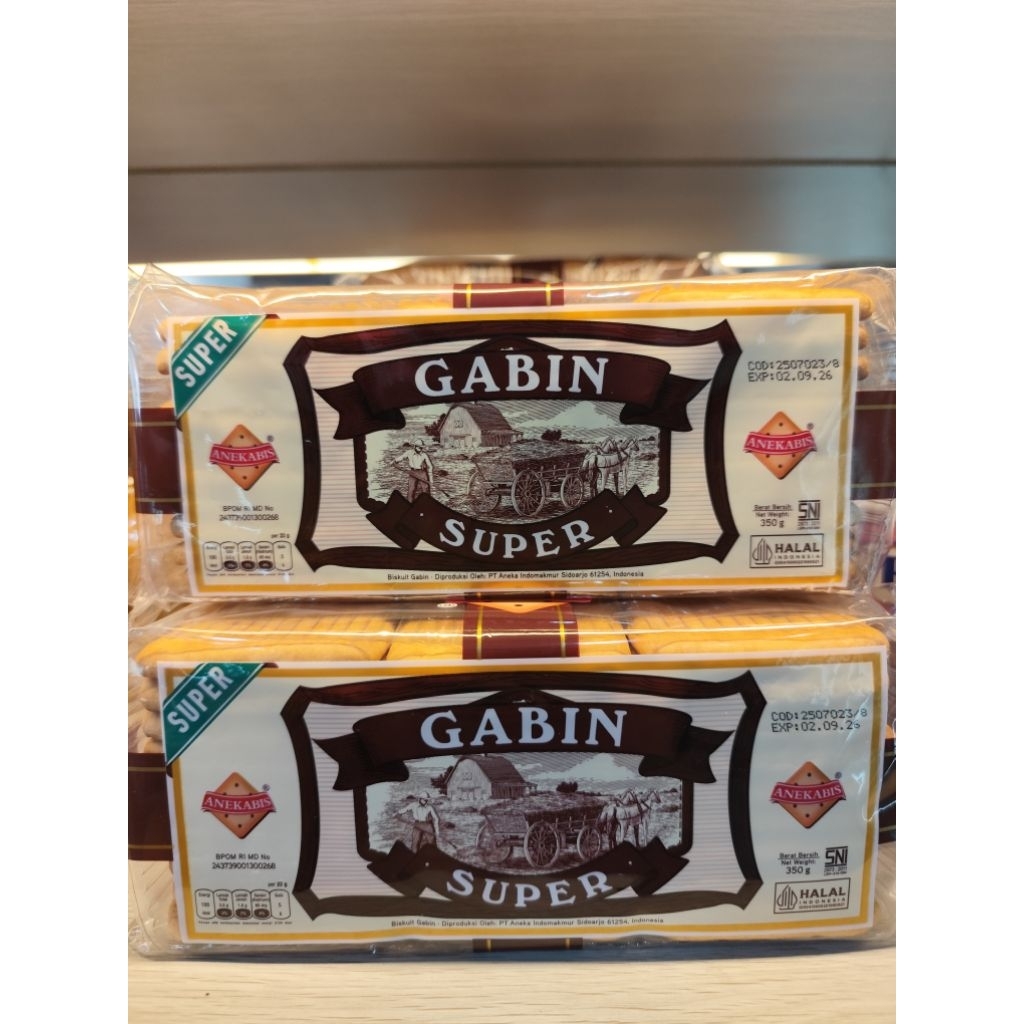 SUPER
GABIN
COD:2507023/8
EXP:02.09.26
ANEKABIS
ANEKABIS
BPOM RI MD No
243739001300268
Berat Bersih
Net Weight:
350 g
SNI
SUPER
HALAL
INDONESIA
per 20 g
Biskuit Gabin - Diproduksi Oleh: PT Aneka Indomakmur Sidoarjo 61254, Indonesia
SUPER
GABIN
COD:2507023/8
EXP:02.09.26
ANEKABIS
ANEKABIS
BPOM RI MD No
243739001300268
Berat Bersih
Net Weight:
350 g
SNI
SUPER
HALAL
INDONESIA
Biskuit Gabin - Diproduksi Oleh: PT Aneka Indomakmur Sidoarjo 61254, Indonesia